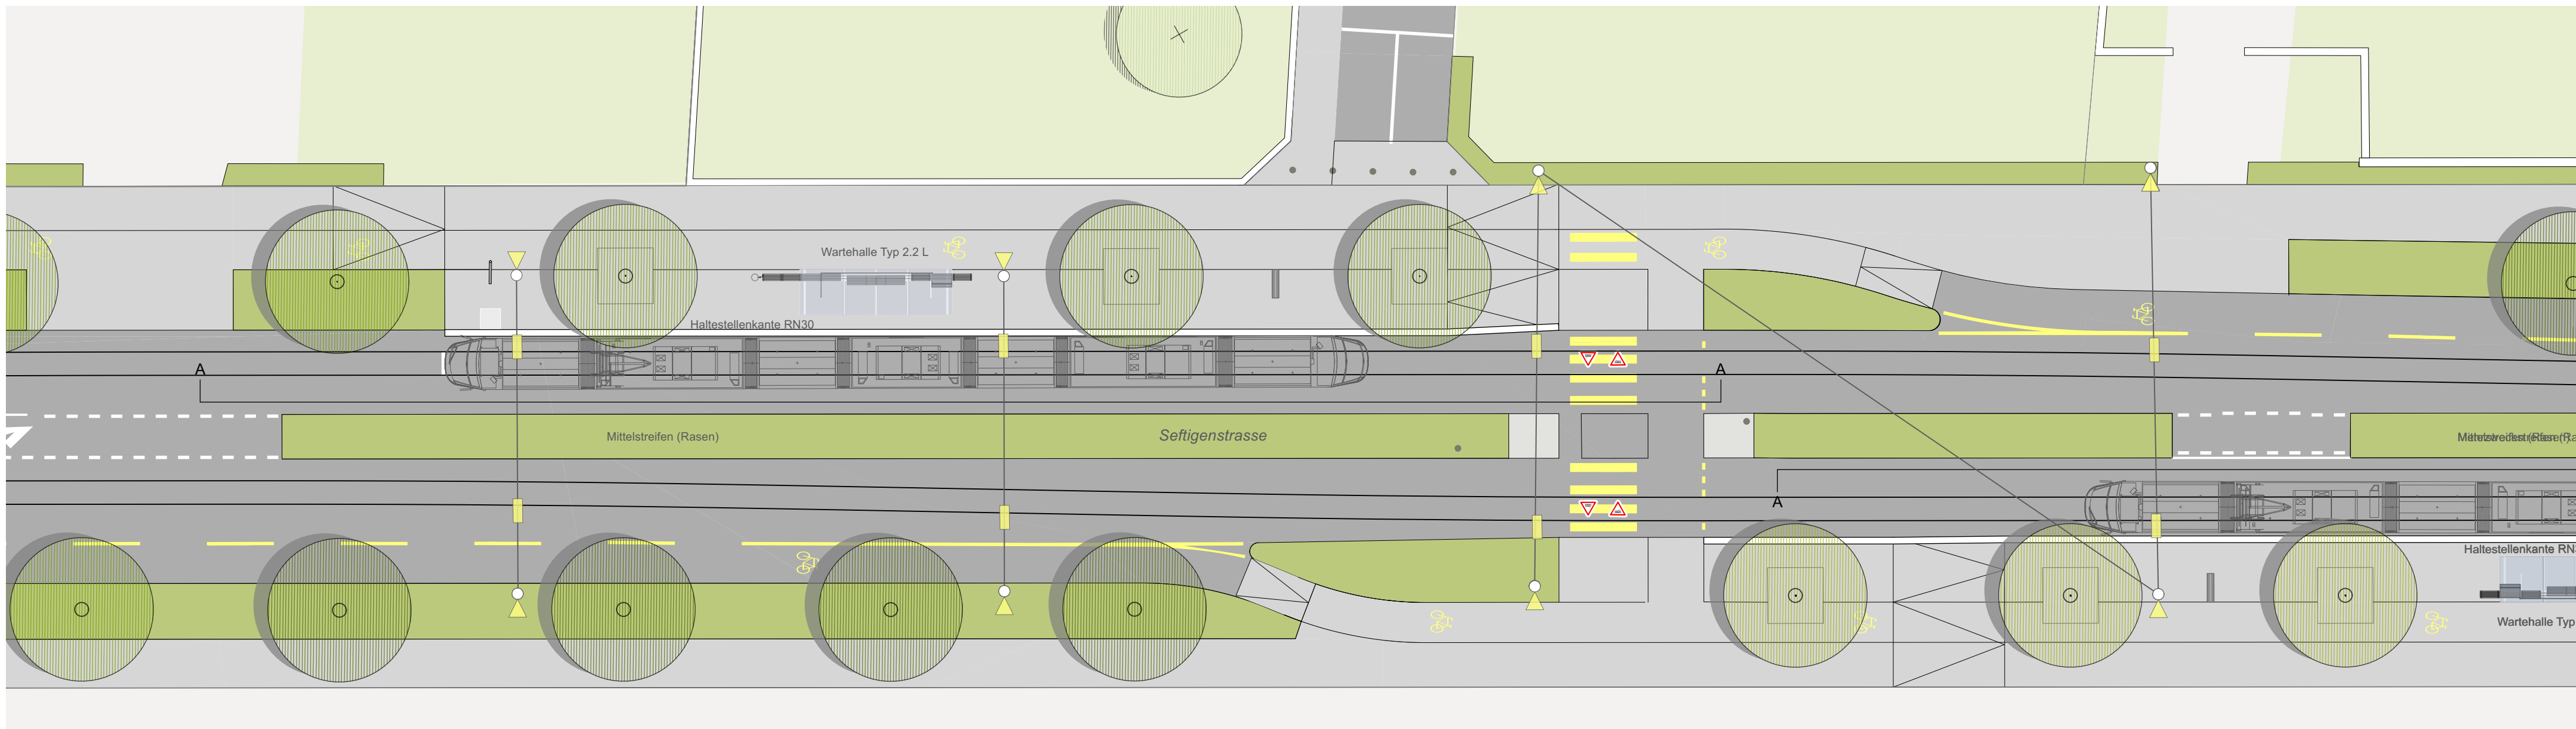 Wartehalle Typ 2.2 L
Haltestellenkante RN30
A
A
Mittelstreifen (Rasen)
Seftigenstrasse
A
Haltestellenkante RN
Wartehalle Typ